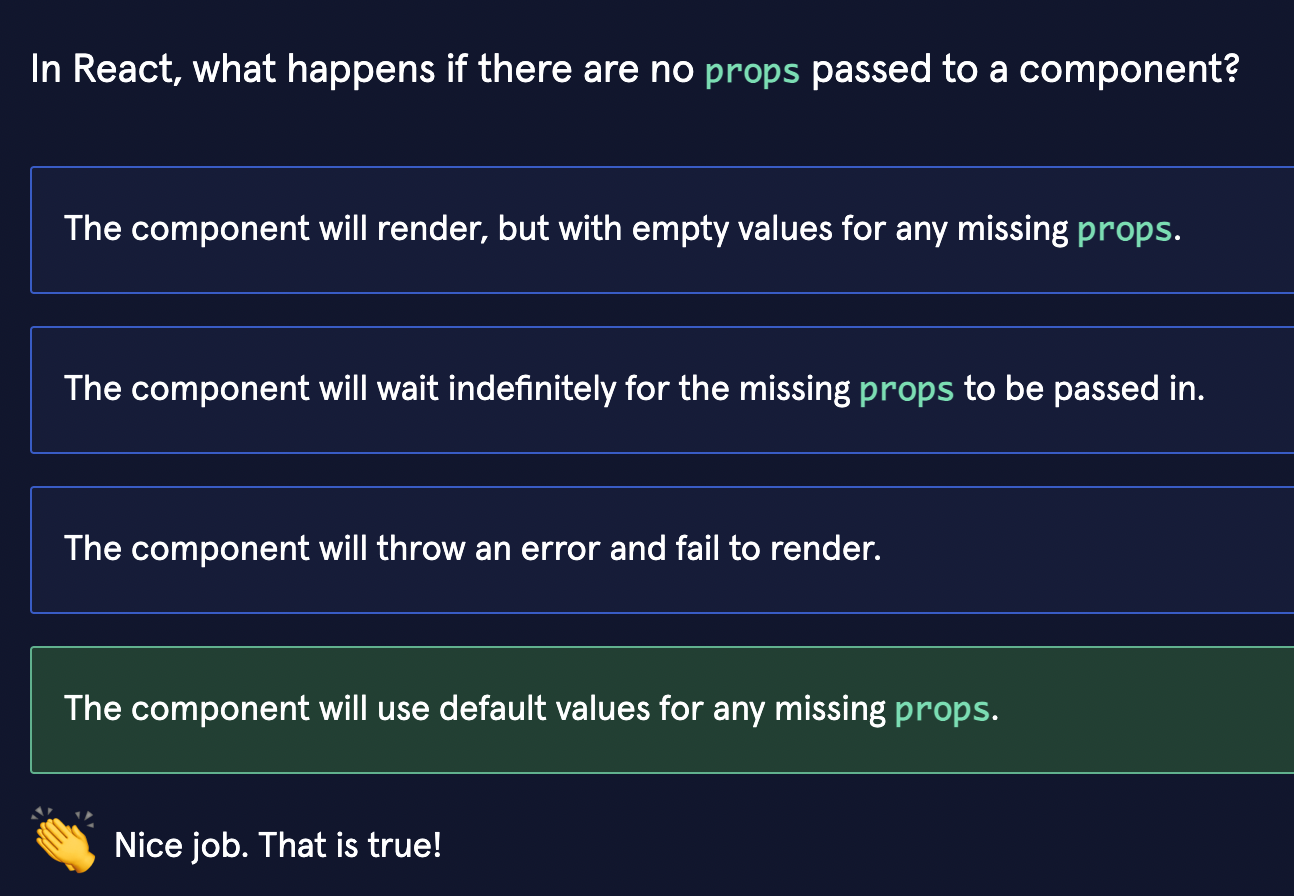 In React, what happens if there are no props passed to a component?
The component will render, but with empty values for any missing props.
The component will wait indefinitely for the missing props to be passed in.
The component will throw an error and fail to render.
The component will use default values for any missing props.
Nice job. That is true!